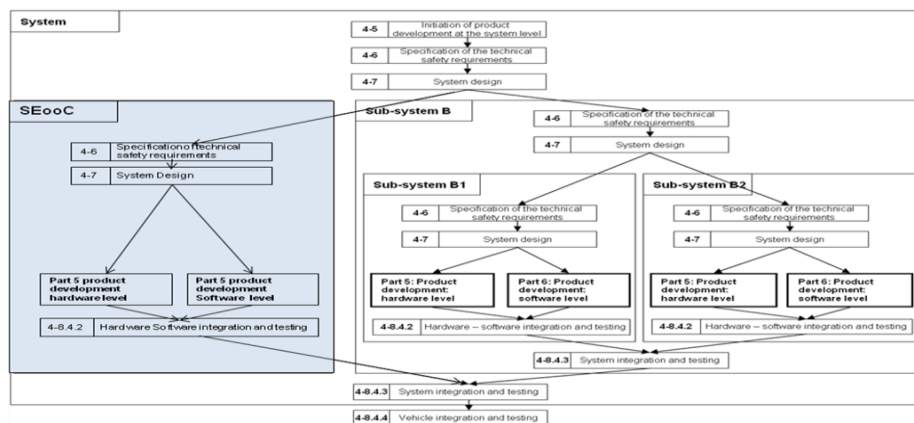 System
4-5 Initiation of product
development at the system level
4-6 Specification of the technical
safety requirements
4-7 System design
SEooC
4-6 Specificationo f technical
safety requirements
4-7 System Design
Part 5 product
development
hardware level
Part 5 product
development
Software level
4-8.4.2 Hardware Software integration and testing
Sub-system B
4-6 Specification of the technical
safety requirements
4-7 System design
Sub-system B1
4-6 Specification of the technical
safety requirements
4-7 System design
Part 5: Product
development:
hardware level
Part 6: Product
development:
software level
4-8.4.2 Hardware – software integration and testing
Sub-system B2
4-6 Specification of the technical
safety requirements
4-7 System design
Part 5: Product
development:
hardware level
Part 6: Product
development:
software level
4-8.4.2 Hardware – software integration and testing
4-8.4.3 System integration and testing
4-8.4.3 System integration and testing
4-8.4.4 Vehicle integration and testing